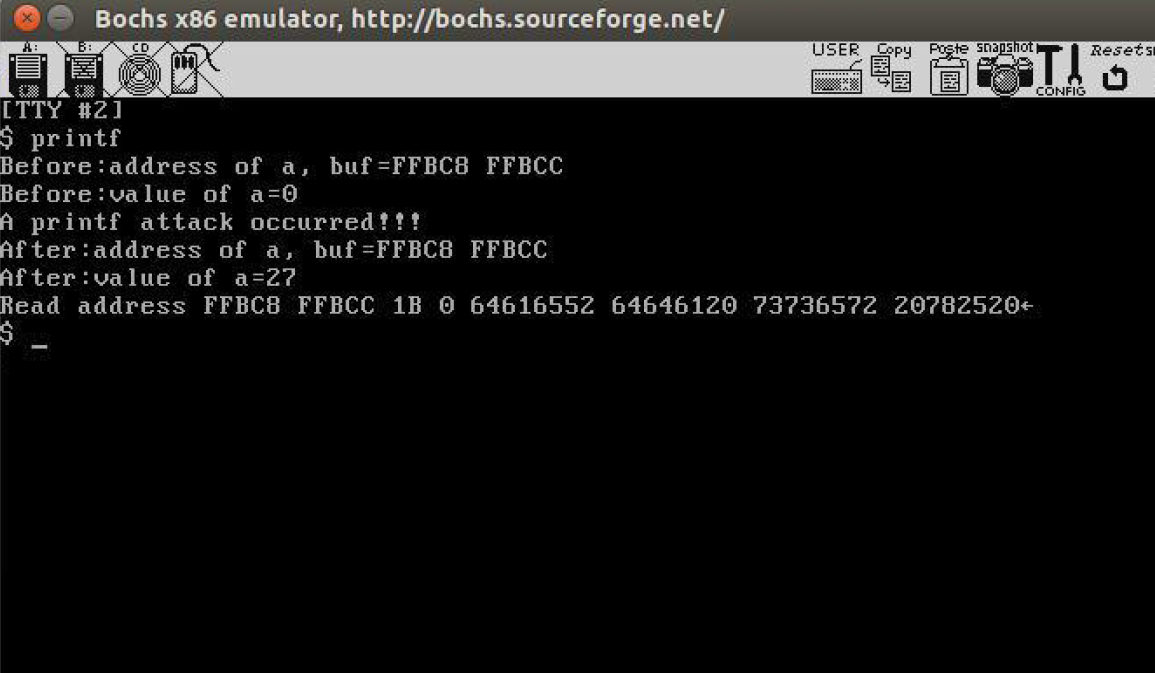 Bochs x86 emulator, http://bochs.sourceforge.net/
A: B: CD USER Copy Paste snapshot CONFIG Reset
[TTY #2]
$ printf
Before:address of a, buf=FFBC8 FFBCC
Before:value of a=0
A printf attack occurred!!!
After:address of a, buf=FFBC8 FFBCC
After:value of a=27
Read address FFBC8 FFBCC 1B 0 64616552 64646120 73736572 20782520←
$ _